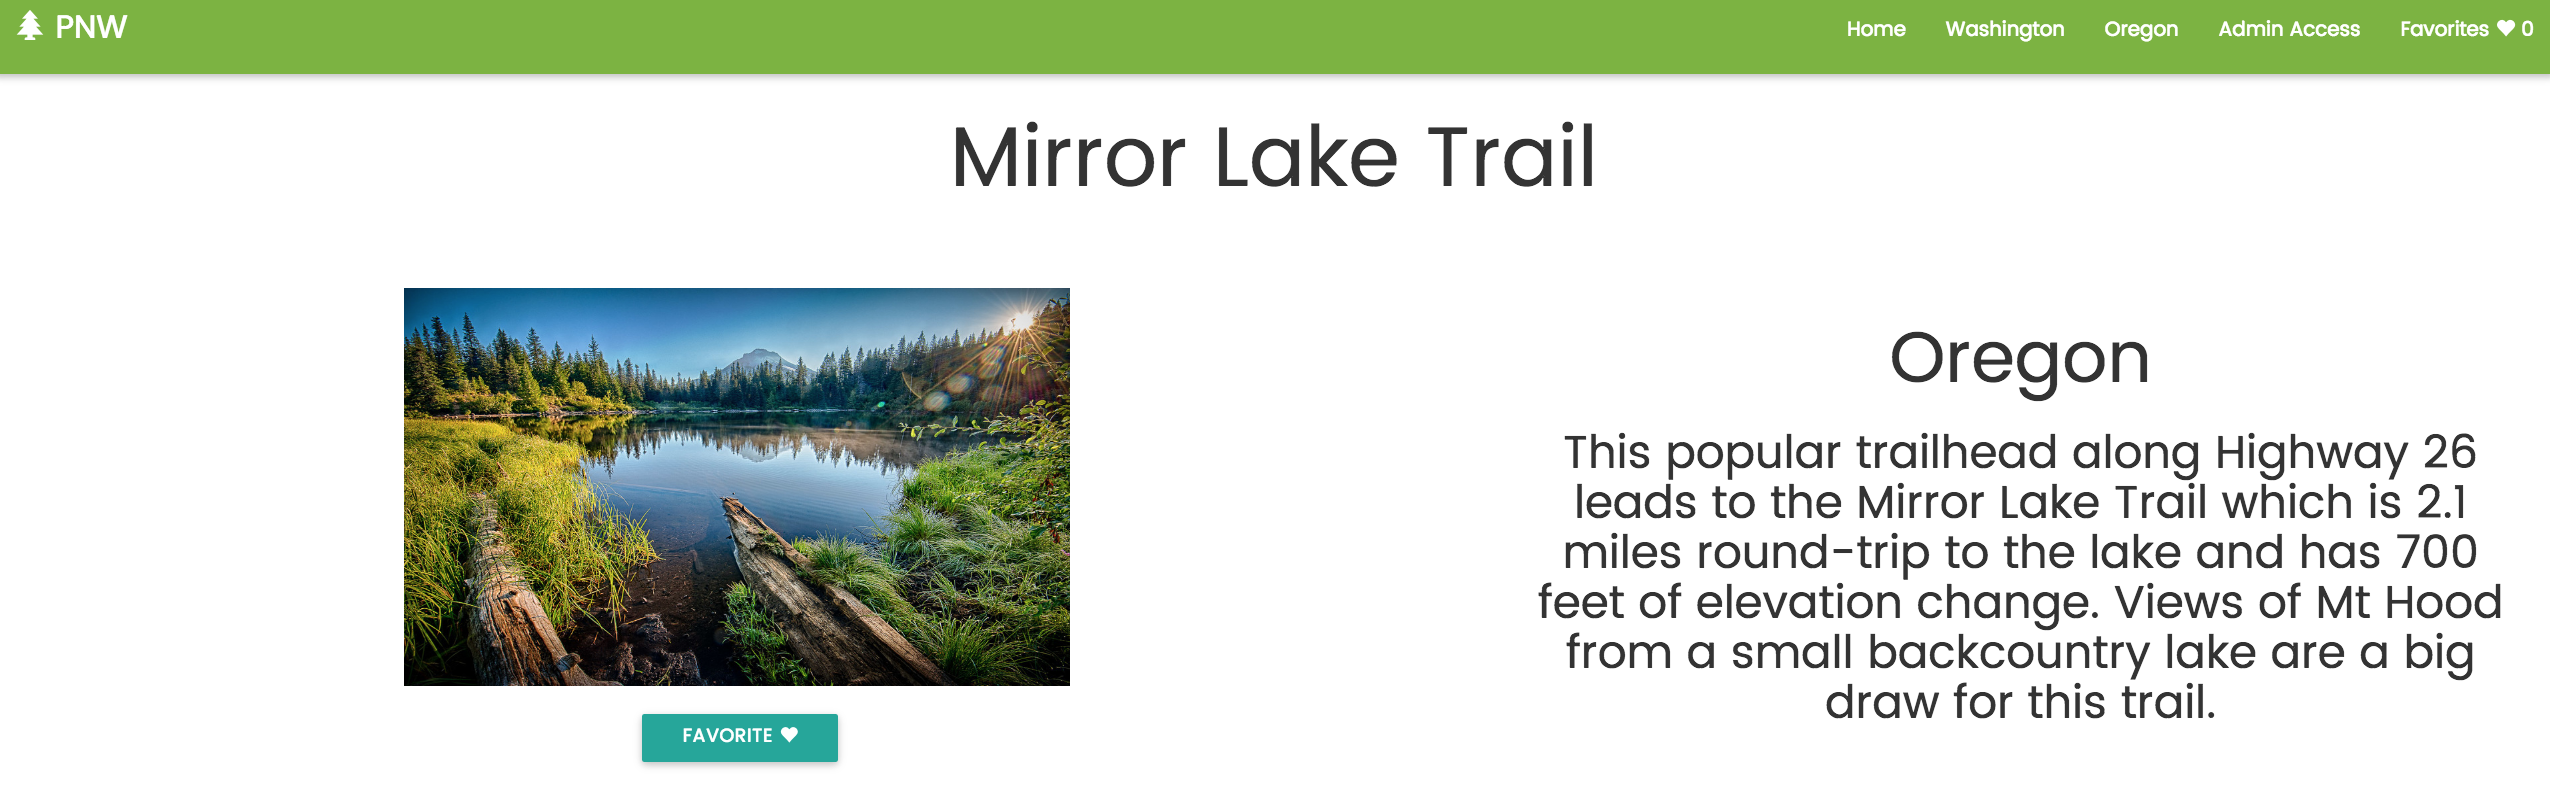 PNW
Home Washington Oregon Admin Access Favorites ♥ 0
Mirror Lake Trail
Oregon
This popular trailhead along Highway 26
leads to the Mirror Lake Trail which is 2.1
miles round-trip to the lake and has 700
feet of elevation change. Views of Mt Hood
from a small backcountry lake are a big
draw for this trail.
FAVORITE ♥